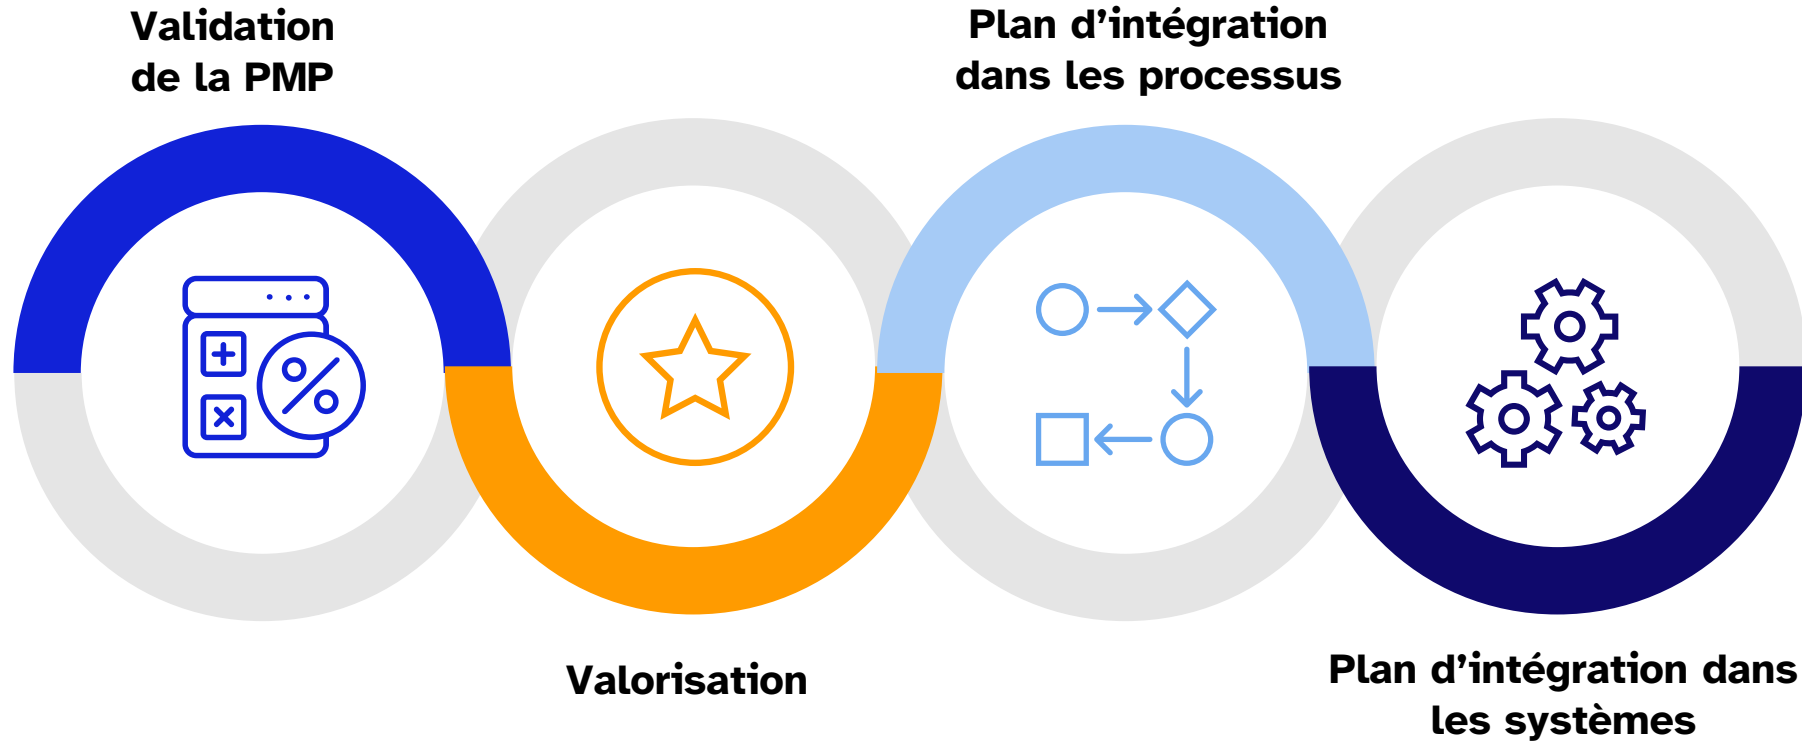 Validation
de la PMP
Valorisation
Plan d’intégration
dans les processus
Plan d’intégration dans
les systèmes